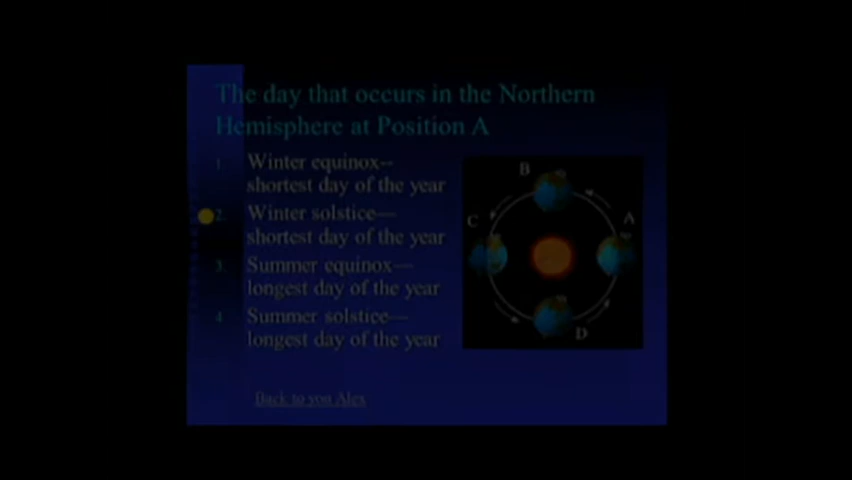 The day that occurs in the Northern
Hemisphere at Position A
1. Winter equinox--
shortest day of the year
2. Winter solstice—
shortest day of the year
3. Summer equinox—
longest day of the year
4. Summer solstice—
longest day of the year
B
A
C
D
Back to you Alex